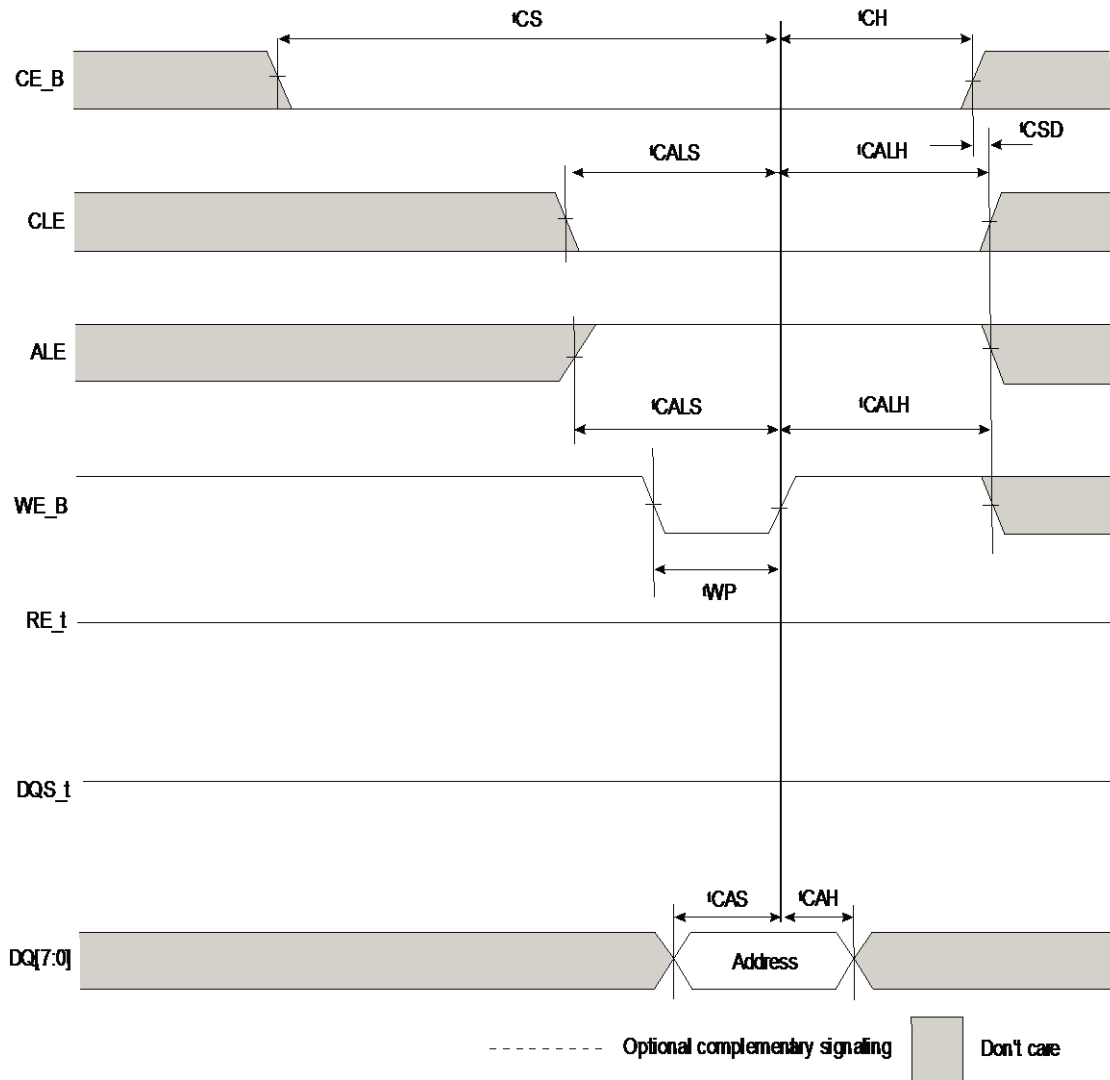 tCS
tCH
CE_B
tCSD
tCALS
tCALH
CLE
ALE
tCALS
tCALH
WE_B
tWP
RE_t
DQS_t
tCAS
tCAH
DQ[7:0]
Address
Optional complementary signaling
Don't care